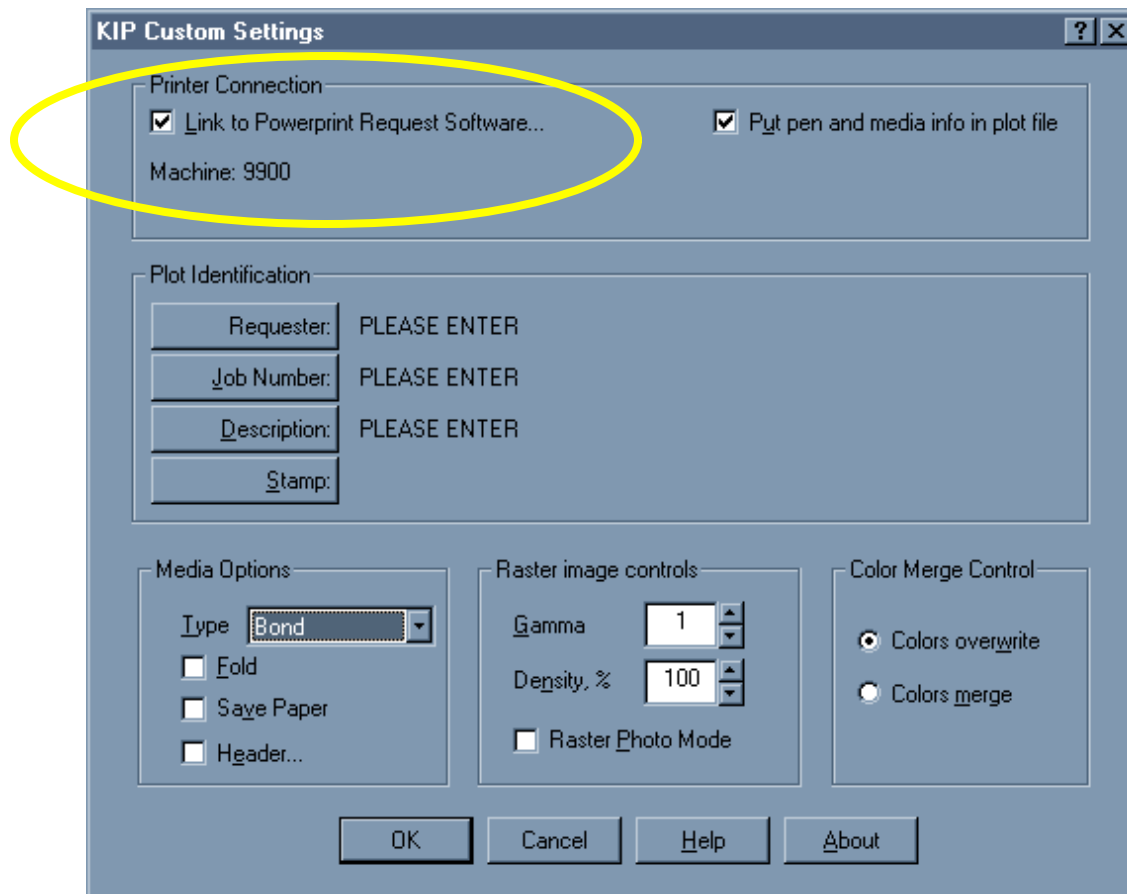 KIP Custom Settings
Printer Connection
Link to Powerprint Request Software... Put pen and media info in plot file
Machine: 9900
Plot Identification
Requester: PLEASE ENTER
Job Number: PLEASE ENTER
Description: PLEASE ENTER
Stamp:
Media Options
Type Bond
Fold
Save Paper
Header...
Raster image controls
Gamma 1
Density, % 100
Raster Photo Mode
Color Merge Control
Colors overwrite
Colors merge
OK Cancel Help About